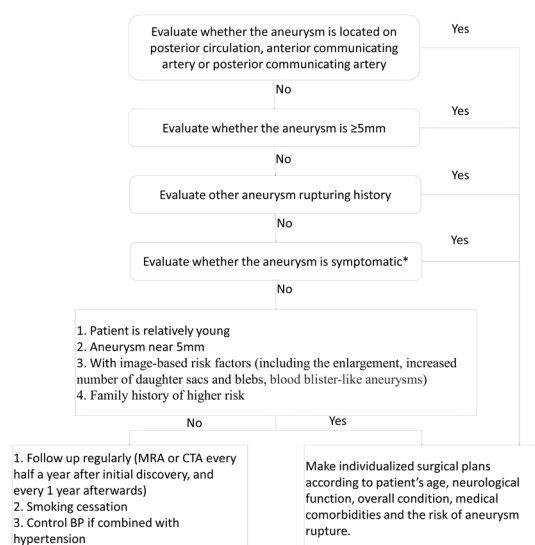 Evaluate whether the aneurysm is located on
posterior circulation, anterior communicating
artery or posterior communicating artery
Yes
No
Evaluate whether the aneurysm is ≥5mm
Yes
No
Evaluate other aneurysm rupturing history
Yes
No
Evaluate whether the aneurysm is symptomatic*
Yes
No
1. Patient is relatively young
2. Aneurysm near 5mm
3. With image-based risk factors (including the enlargement, increased
number of daughter sacs and blebs, blood blister-like aneurysms)
4. Family history of higher risk
No
Yes
1. Follow up regularly (MRA or CTA every
half a year after initial discovery, and
every 1 year afterwards)
2. Smoking cessation
3. Control BP if combined with
hypertension
Make individualized surgical plans
according to patient's age, neurological
function, overall condition, medical
comorbidities and the risk of aneurysm
rupture.